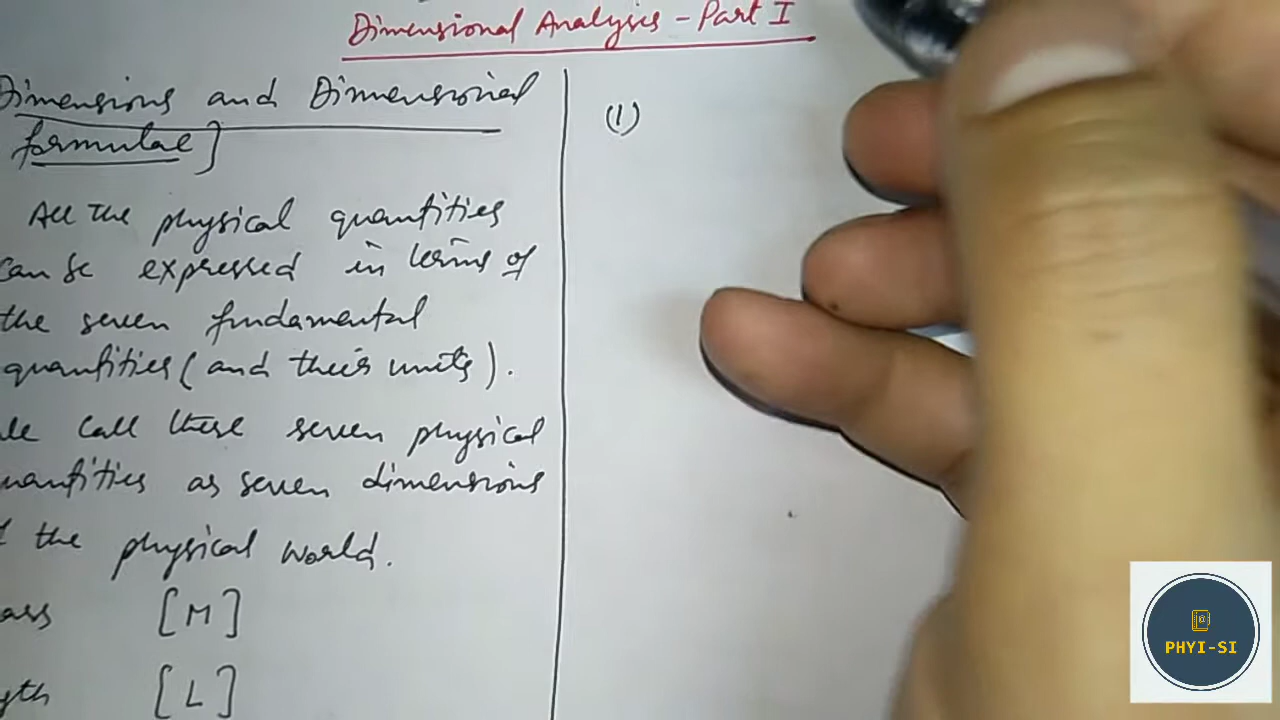 Dimensional Analysis - Part I
Dimensions and Dimensional
formulae]
All the physical quantities
can be expressed in terms of
the seven fundamental
quantities (and their units).
call these seven physical
quantities as seven dimensions
the physical world.
ass [M]
gth [L]
(1)
PHYI-SI